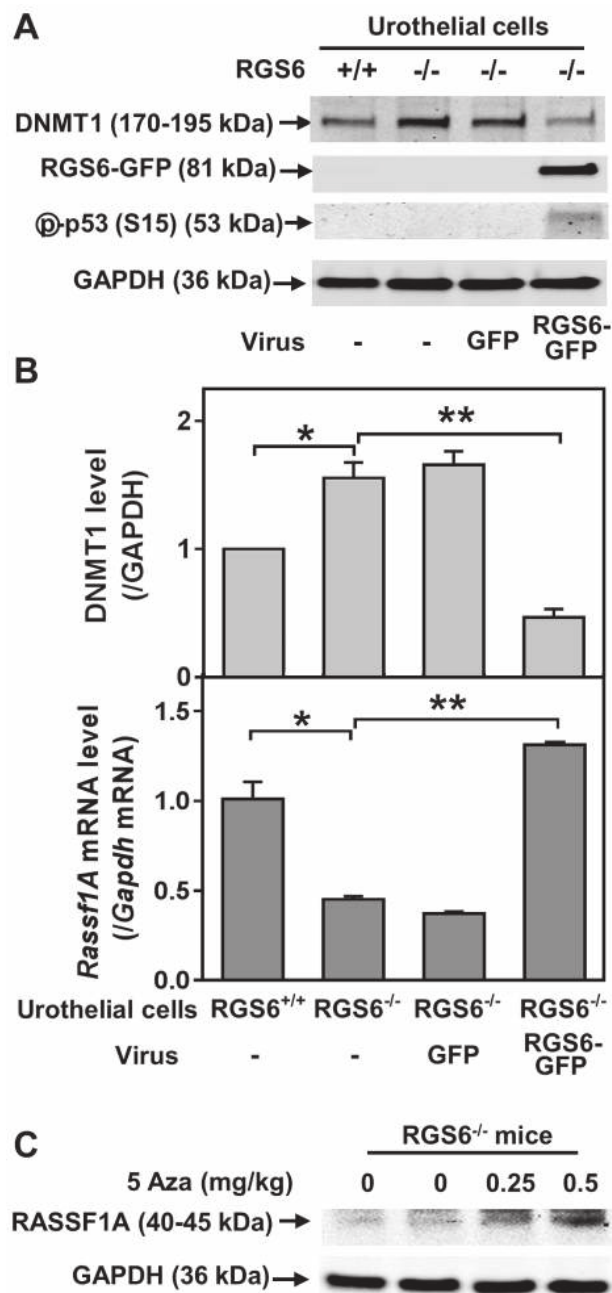 A
Urothelial cells
RGS6 +/+ -/- -/- -/-
DNMT1 (170-195 kDa)
RGS6-GFP (81 kDa)
ⓟ-p53 (S15) (53 kDa)
GAPDH (36 kDa)
Virus - - GFP RGS6-GFP
B
DNMT1 level
(/GAPDH)
2
1
0
* **
Rassf1A mRNA level
(/Gapdh mRNA)
1.5
1.0
0.5
0.0
* **
Urothelial cells RGS6+/+ RGS6-/- RGS6-/- RGS6-/-
Virus - - GFP RGS6-GFP
C
RGS6-/- mice
5 Aza (mg/kg) 0 0 0.25 0.5
RASSF1A (40-45 kDa)
GAPDH (36 kDa)